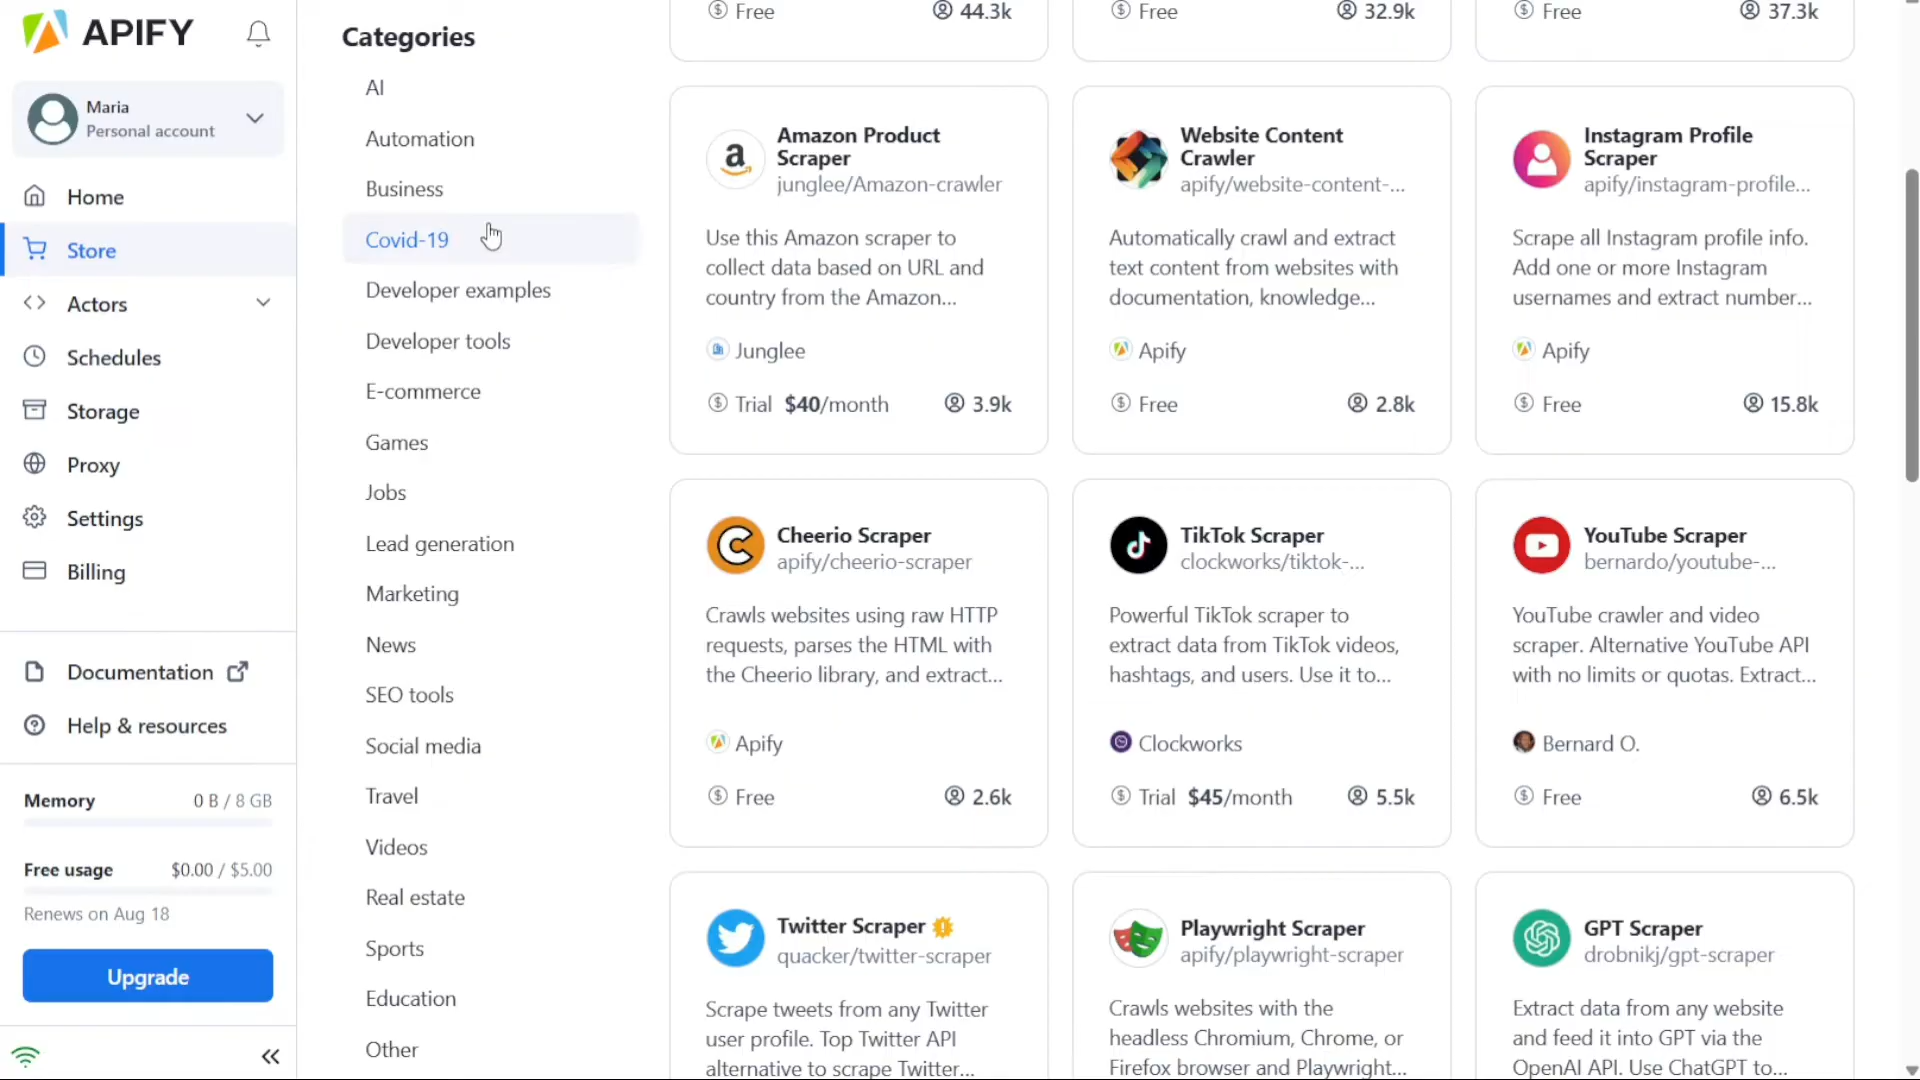 APIFY
Maria
Personal account
Home
Store
Actors
Schedules
Storage
Proxy
Settings
Billing
Documentation
Help & resources
Memory 0 B / 8 GB
Free usage $0.00 / $5.00
Renews on Aug 18
Upgrade
Categories
AI
Automation
Business
Covid-19
Developer examples
Developer tools
E-commerce
Games
Jobs
Lead generation
Marketing
News
SEO tools
Social media
Travel
Videos
Real estate
Sports
Education
Other
Free 44.3k
Free 32.9k
Free 37.3k
Amazon Product
Scraper
junglee/Amazon-crawler
Use this Amazon scraper to
collect data based on URL and
country from the Amazon...
Junglee
Trial $40/month 3.9k
Website Content
Crawler
apify/website-content-...
Automatically crawl and extract
text content from websites with
documentation, knowledge...
Apify
Free 2.8k
Instagram Profile
Scraper
apify/instagram-profile...
Scrape all Instagram profile info.
Add one or more Instagram
usernames and extract number...
Apify
Free 15.8k
Cheerio Scraper
apify/cheerio-scraper
Crawls websites using raw HTTP
requests, parses the HTML with
the Cheerio library, and extract...
Apify
Free 2.6k
TikTok Scraper
clockworks/tiktok-...
Powerful TikTok scraper to
extract data from TikTok videos,
hashtags, and users. Use it to...
Clockworks
Trial $45/month 5.5k
YouTube Scraper
bernardo/youtube-...
YouTube crawler and video
scraper. Alternative YouTube API
with no limits or quotas. Extract...
Bernard O.
Free 6.5k
Twitter Scraper
quacker/twitter-scraper
Scrape tweets from any Twitter
user profile. Top Twitter API
alternative to scrape Twitter...
Playwright Scraper
apify/playwright-scraper
Crawls websites with the
headless Chromium, Chrome, or
Firefox browser and Playwright...
GPT Scraper
drobnikj/gpt-scraper
Extract data from any website
and feed it into GPT via the
OpenAI API. Use ChatGPT to...